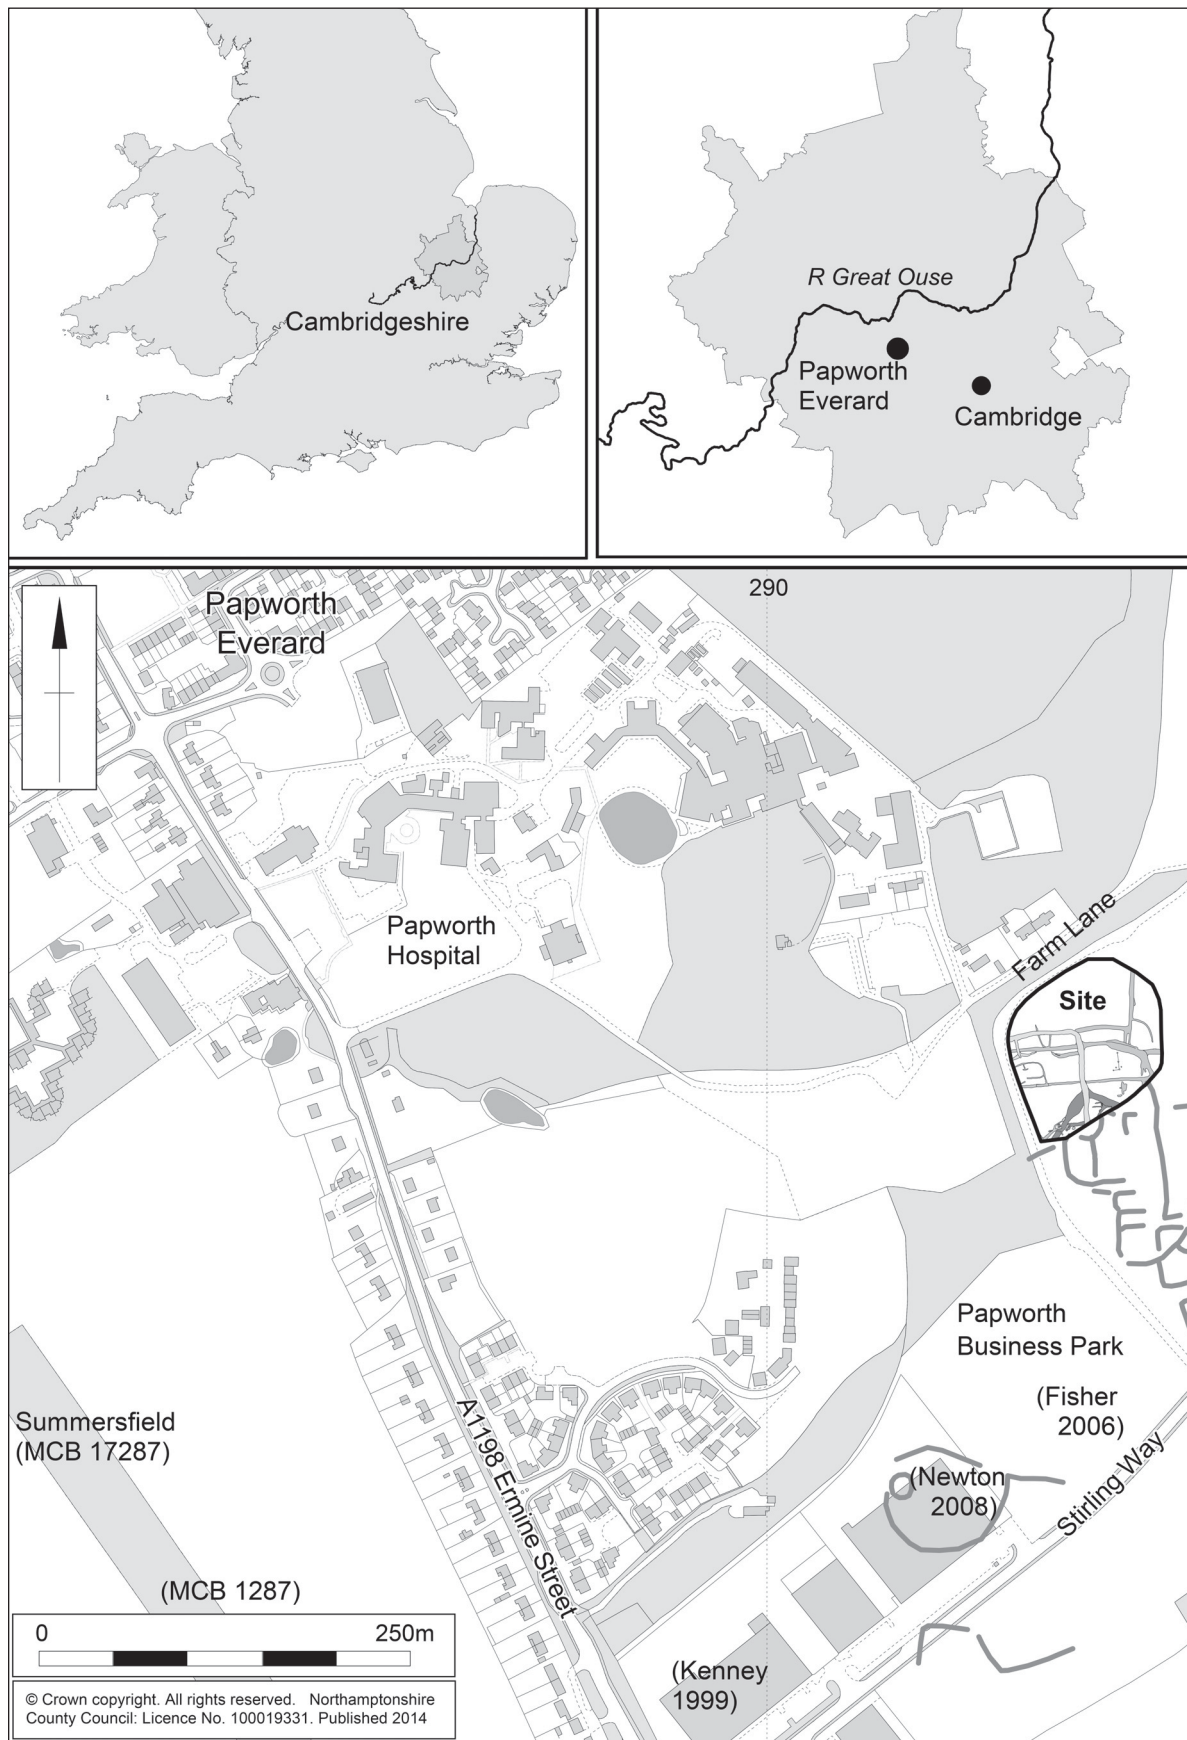 Cambridgeshire
R Great Ouse
Papworth
Everard
Cambridge
290
Papworth
Everard
Papworth
Hospital
Farm Lane
Site
Papworth
Business Park
(Fisher
2006)
Summersfield
(MCB 17287)
A1198 Ermine Street
(Newton
2008)
Stirling Way
(MCB 1287)
0 250m
(Kenney
1999)
© Crown copyright. All rights reserved. Northamptonshire
County Council: Licence No. 100019331. Published 2014